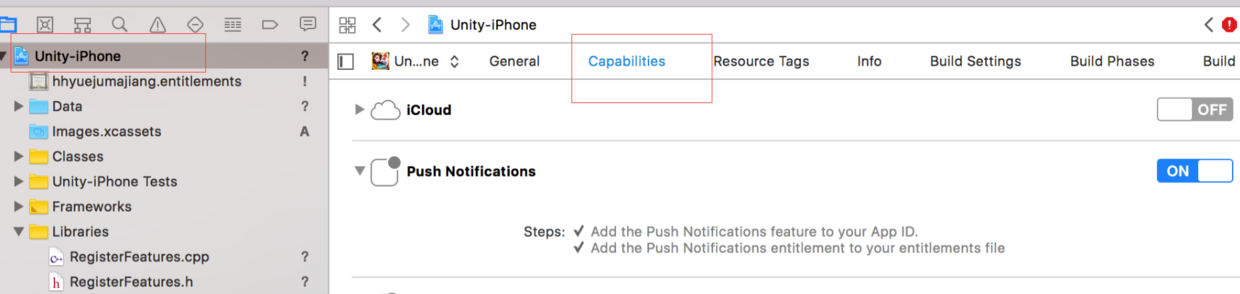 Unity-iPhone
Unity-iPhone ?
Un...ne General Capabilities Resource Tags Info Build Settings Build Phases Build
hhyuejumajiang.entitlements !
Data ?
iCloud OFF
Images.xcassets A
Classes
Push Notifications ON
Unity-iPhone Tests
Frameworks
Libraries
Steps: ✓ Add the Push Notifications feature to your App ID.
✓ Add the Push Notifications entitlement to your entitlements file
c++ RegisterFeatures.cpp ?
h RegisterFeatures.h ?